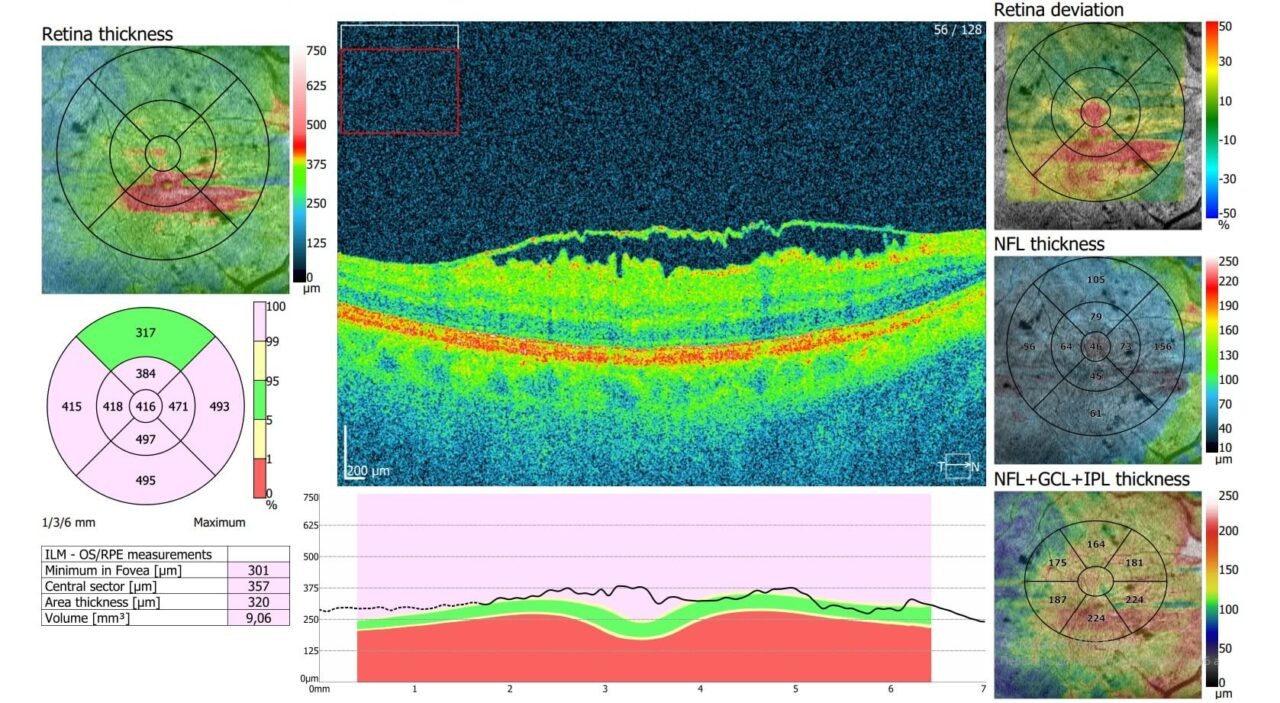 Retina thickness
750
625
500
375
250
125
0
µm
56 / 128
200 µm
T N
Retina deviation
50
30
10
-10
-30
-50
%
317
384
415 418 416 471 493
497
495
100
99
95
5
1
0
%
1/3/6 mm Maximum
ILM - OS/RPE measurements
Minimum in Fovea [µm] 301
Central sector [µm] 357
Area thickness [µm] 320
Volume [mm³] 9,06
750
625
500
375
250
125
0µm
0mm 1 2 3 4 5 6 7
NFL thickness
105
79
56 64 46 73 156
45
61
250
220
190
160
130
100
70
40
10
µm
NFL+GCL+IPL thickness
164
175 181
187 224
224
250
200
150
100
50
0
µm